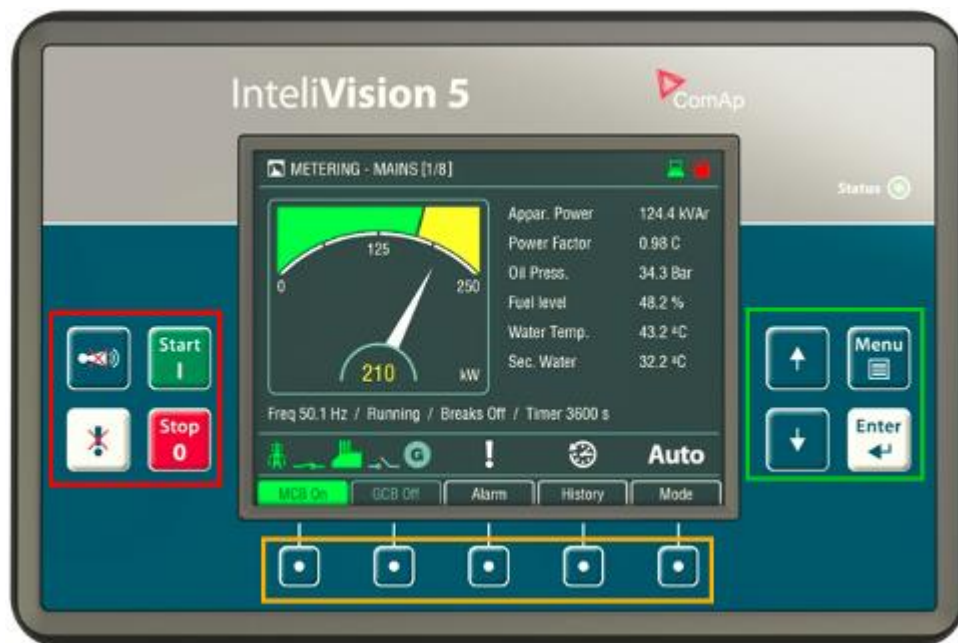 InteliVision 5
ComAp
METERING - MAINS [1/8]
Status
0
125
250
210
kW
Appar. Power 124.4 kVAr
Power Factor 0.98 C
Oil Press. 34.3 Bar
Fuel level 48.2 %
Water Temp. 43.2 ºC
Sec. Water 32.2 ºC
Freq 50.1 Hz / Running / Breaks Off / Timer 3600 s
G
!
Auto
MCB On
GCB Off
Alarm
History
Mode
Start
I
Stop
0
Menu
Enter